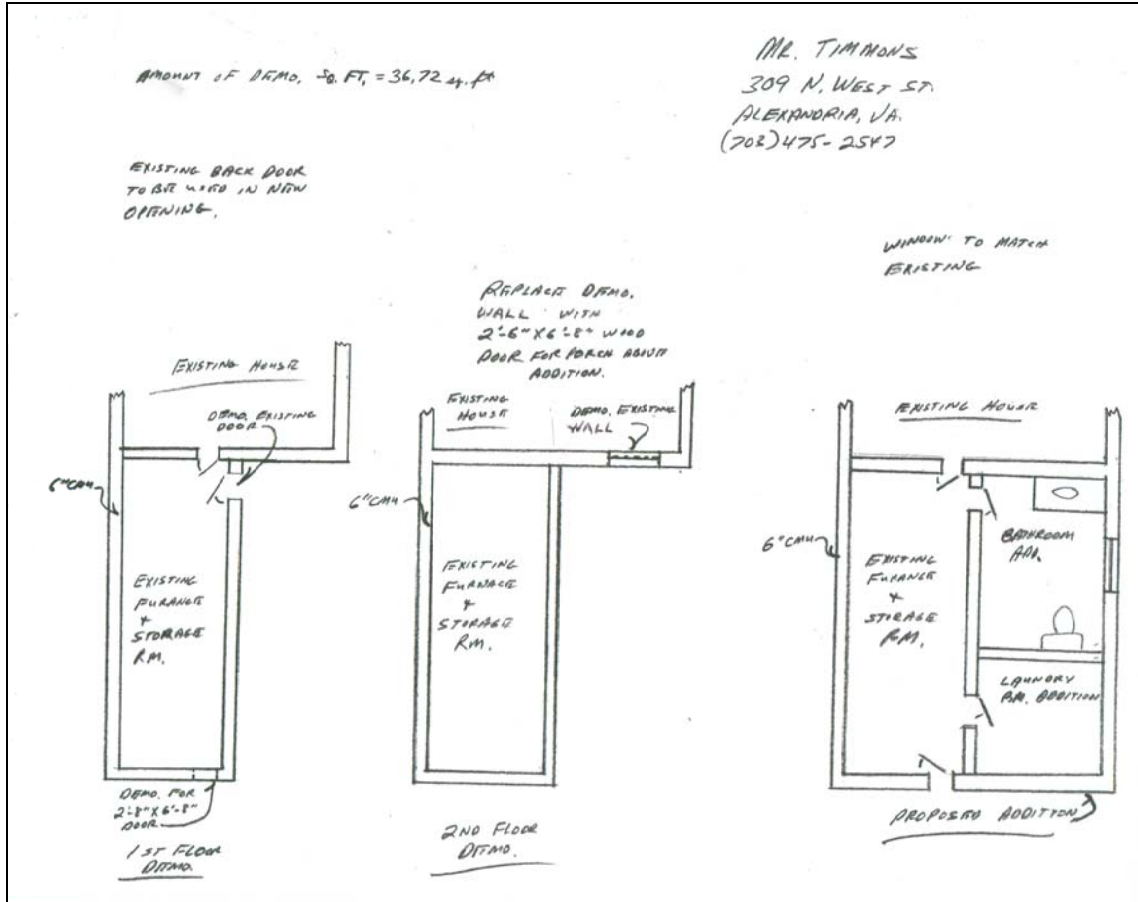 AMOUNT OF DEMO. SQ. FT. = 36.72 sq. ft
MR. TIMMONS
309 N. WEST ST.
ALEXANDRIA, VA.
(703) 475-2547
EXISTING BACK DOOR
TO BE USED IN NEW
OPENING.
WINDOW TO MATCH
EXISTING
REPLACE DEMO.
WALL WITH
2'-6" X 6'-8" WOOD
DOOR FOR PORCH ABOVE
ADDITION.
EXISTING HOUSE
DEMO. EXISTING
DOOR
6" CMU
EXISTING
FURANCE
&
STORAGE
RM.
DEMO. FOR
2'-8" X 6'-8"
DOOR
1 ST FLOOR
DEMO.
EXISTING
HOUSE
DEMO. EXISTING
WALL
6" CMU
EXISTING
FURNACE
&
STORAGE
RM.
2ND FLOOR
DEMO.
EXISTING HOUSE
6" CMU
EXISTING
FURANCE
&
STORAGE
RM.
BATHROOM
ADD.
LAUNDRY
RM. ADDITION
PROPOSED ADDITION